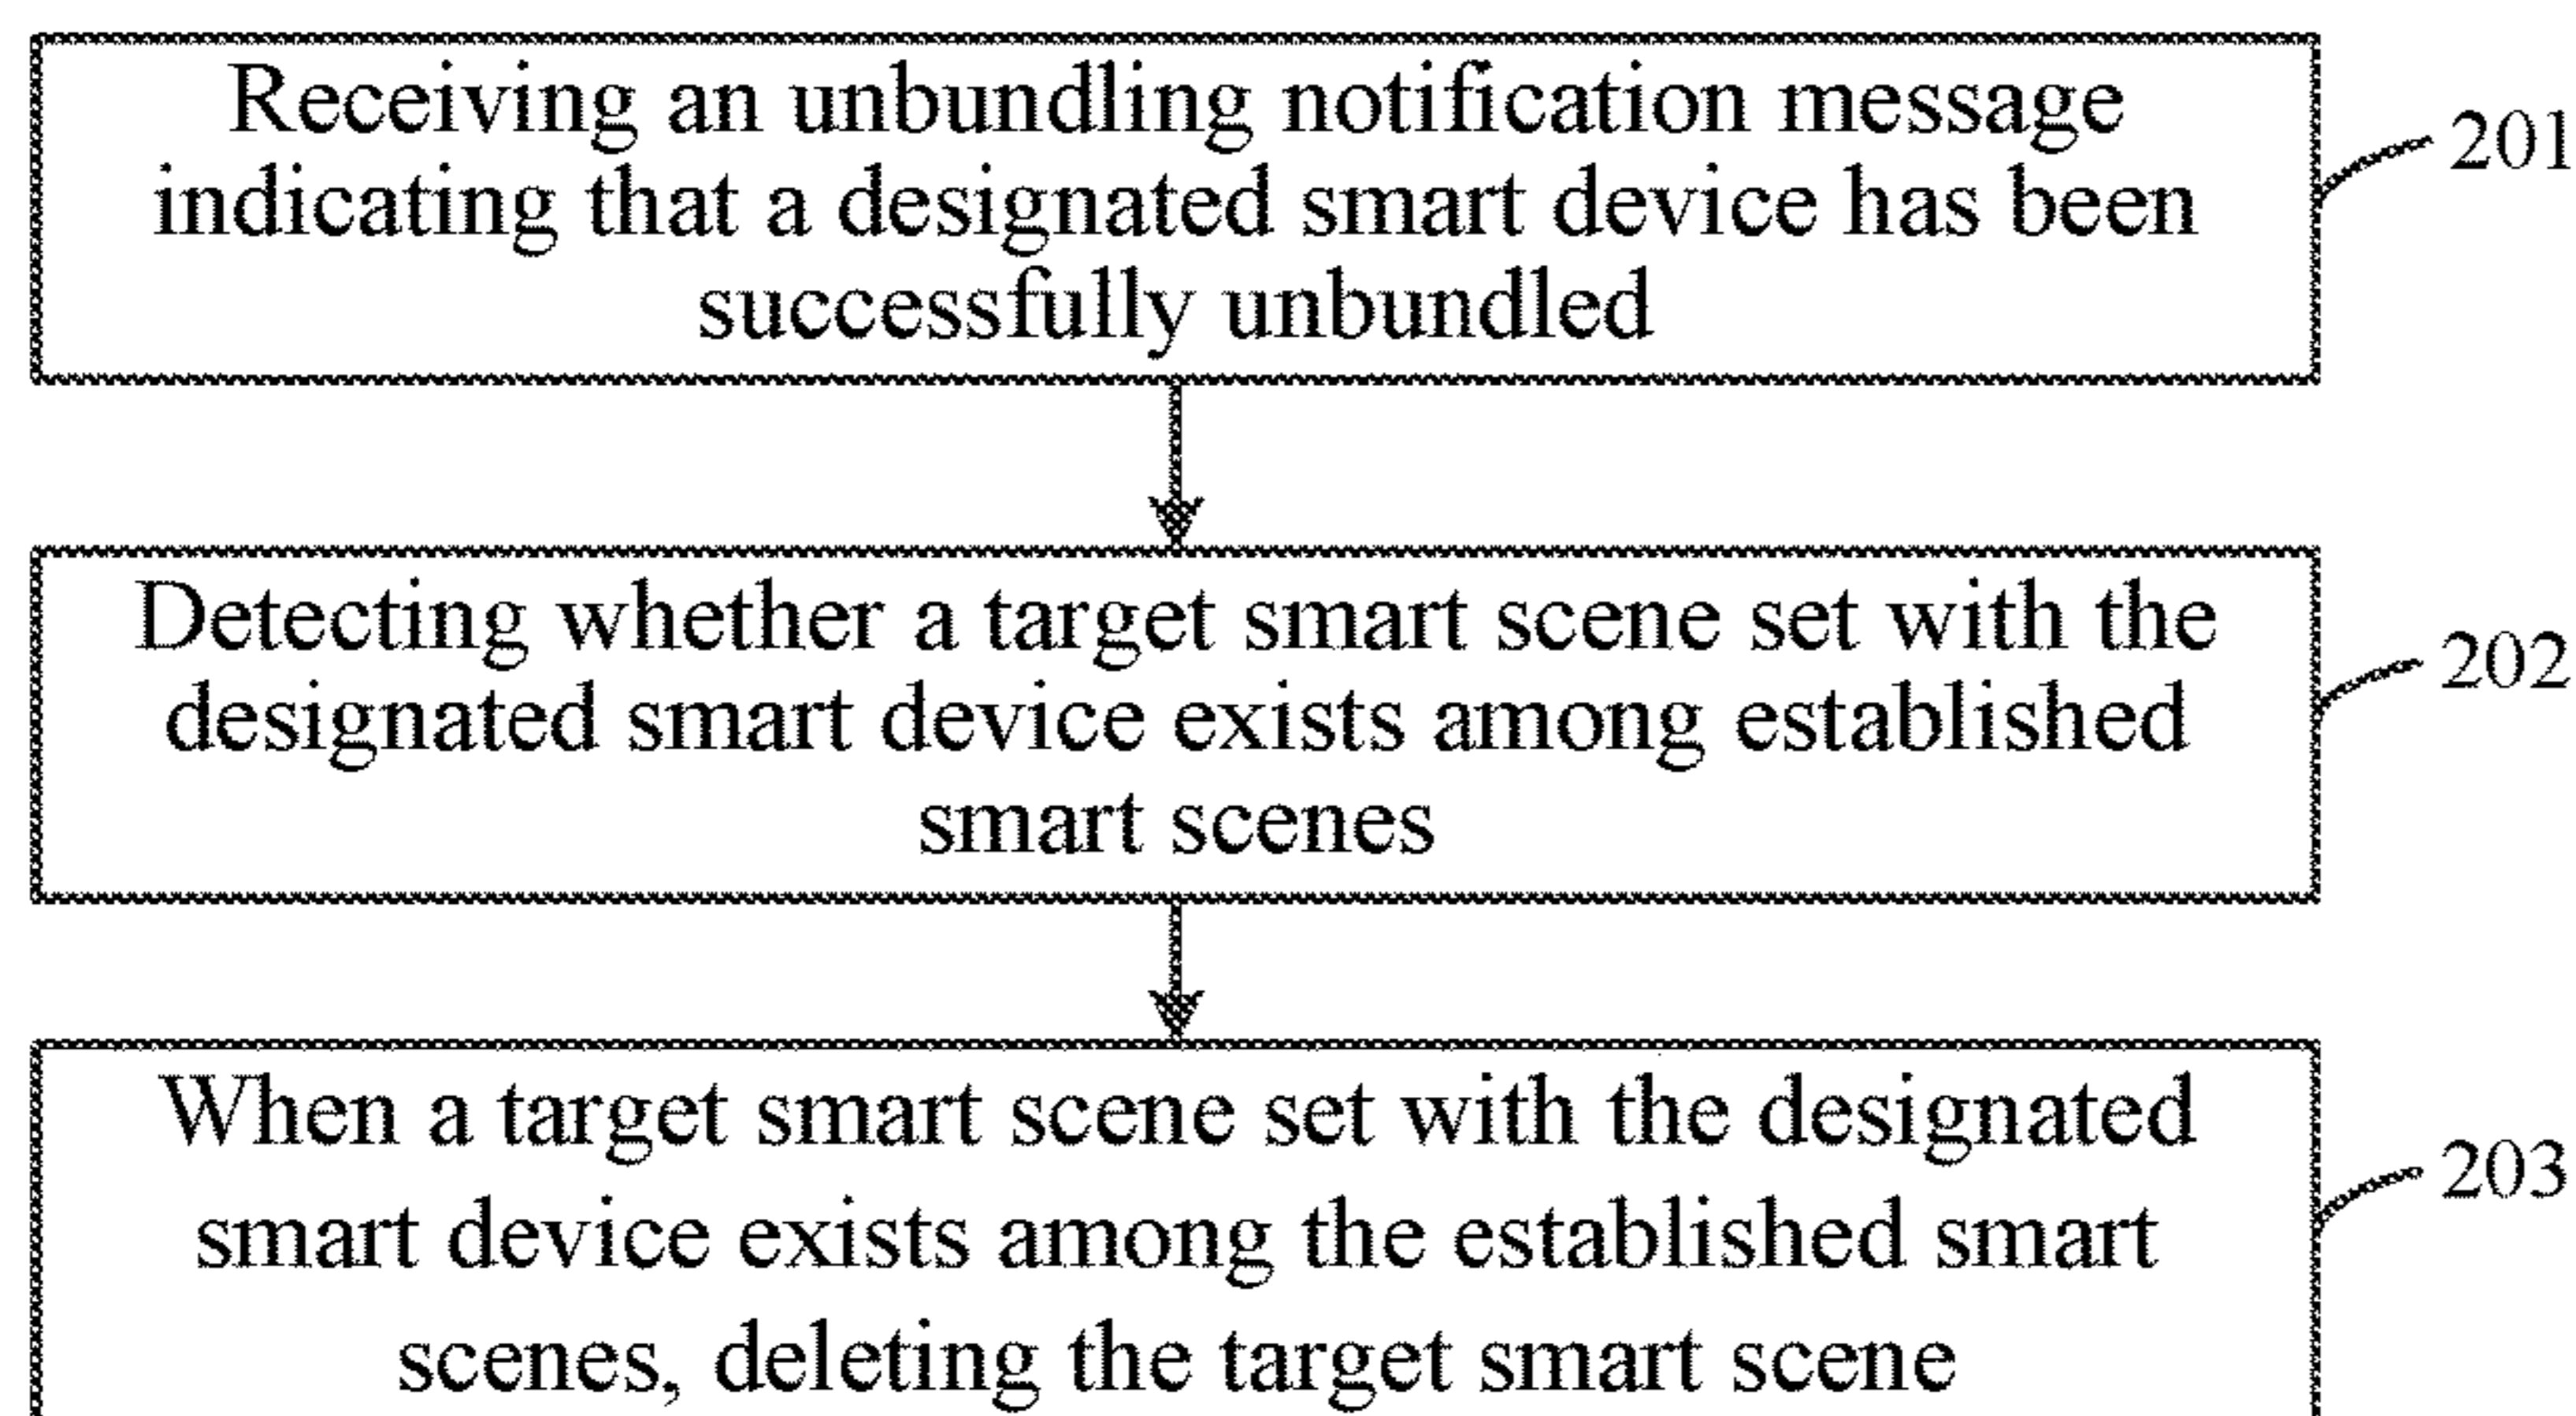 Receiving an unbundling notification message
indicating that a designated smart device has been
successfully unbundled
201
Detecting whether a target smart scene set with the
designated smart device exists among established
smart scenes
202
When a target smart scene set with the designated
smart device exists among the established smart
scenes, deleting the target smart scene
203